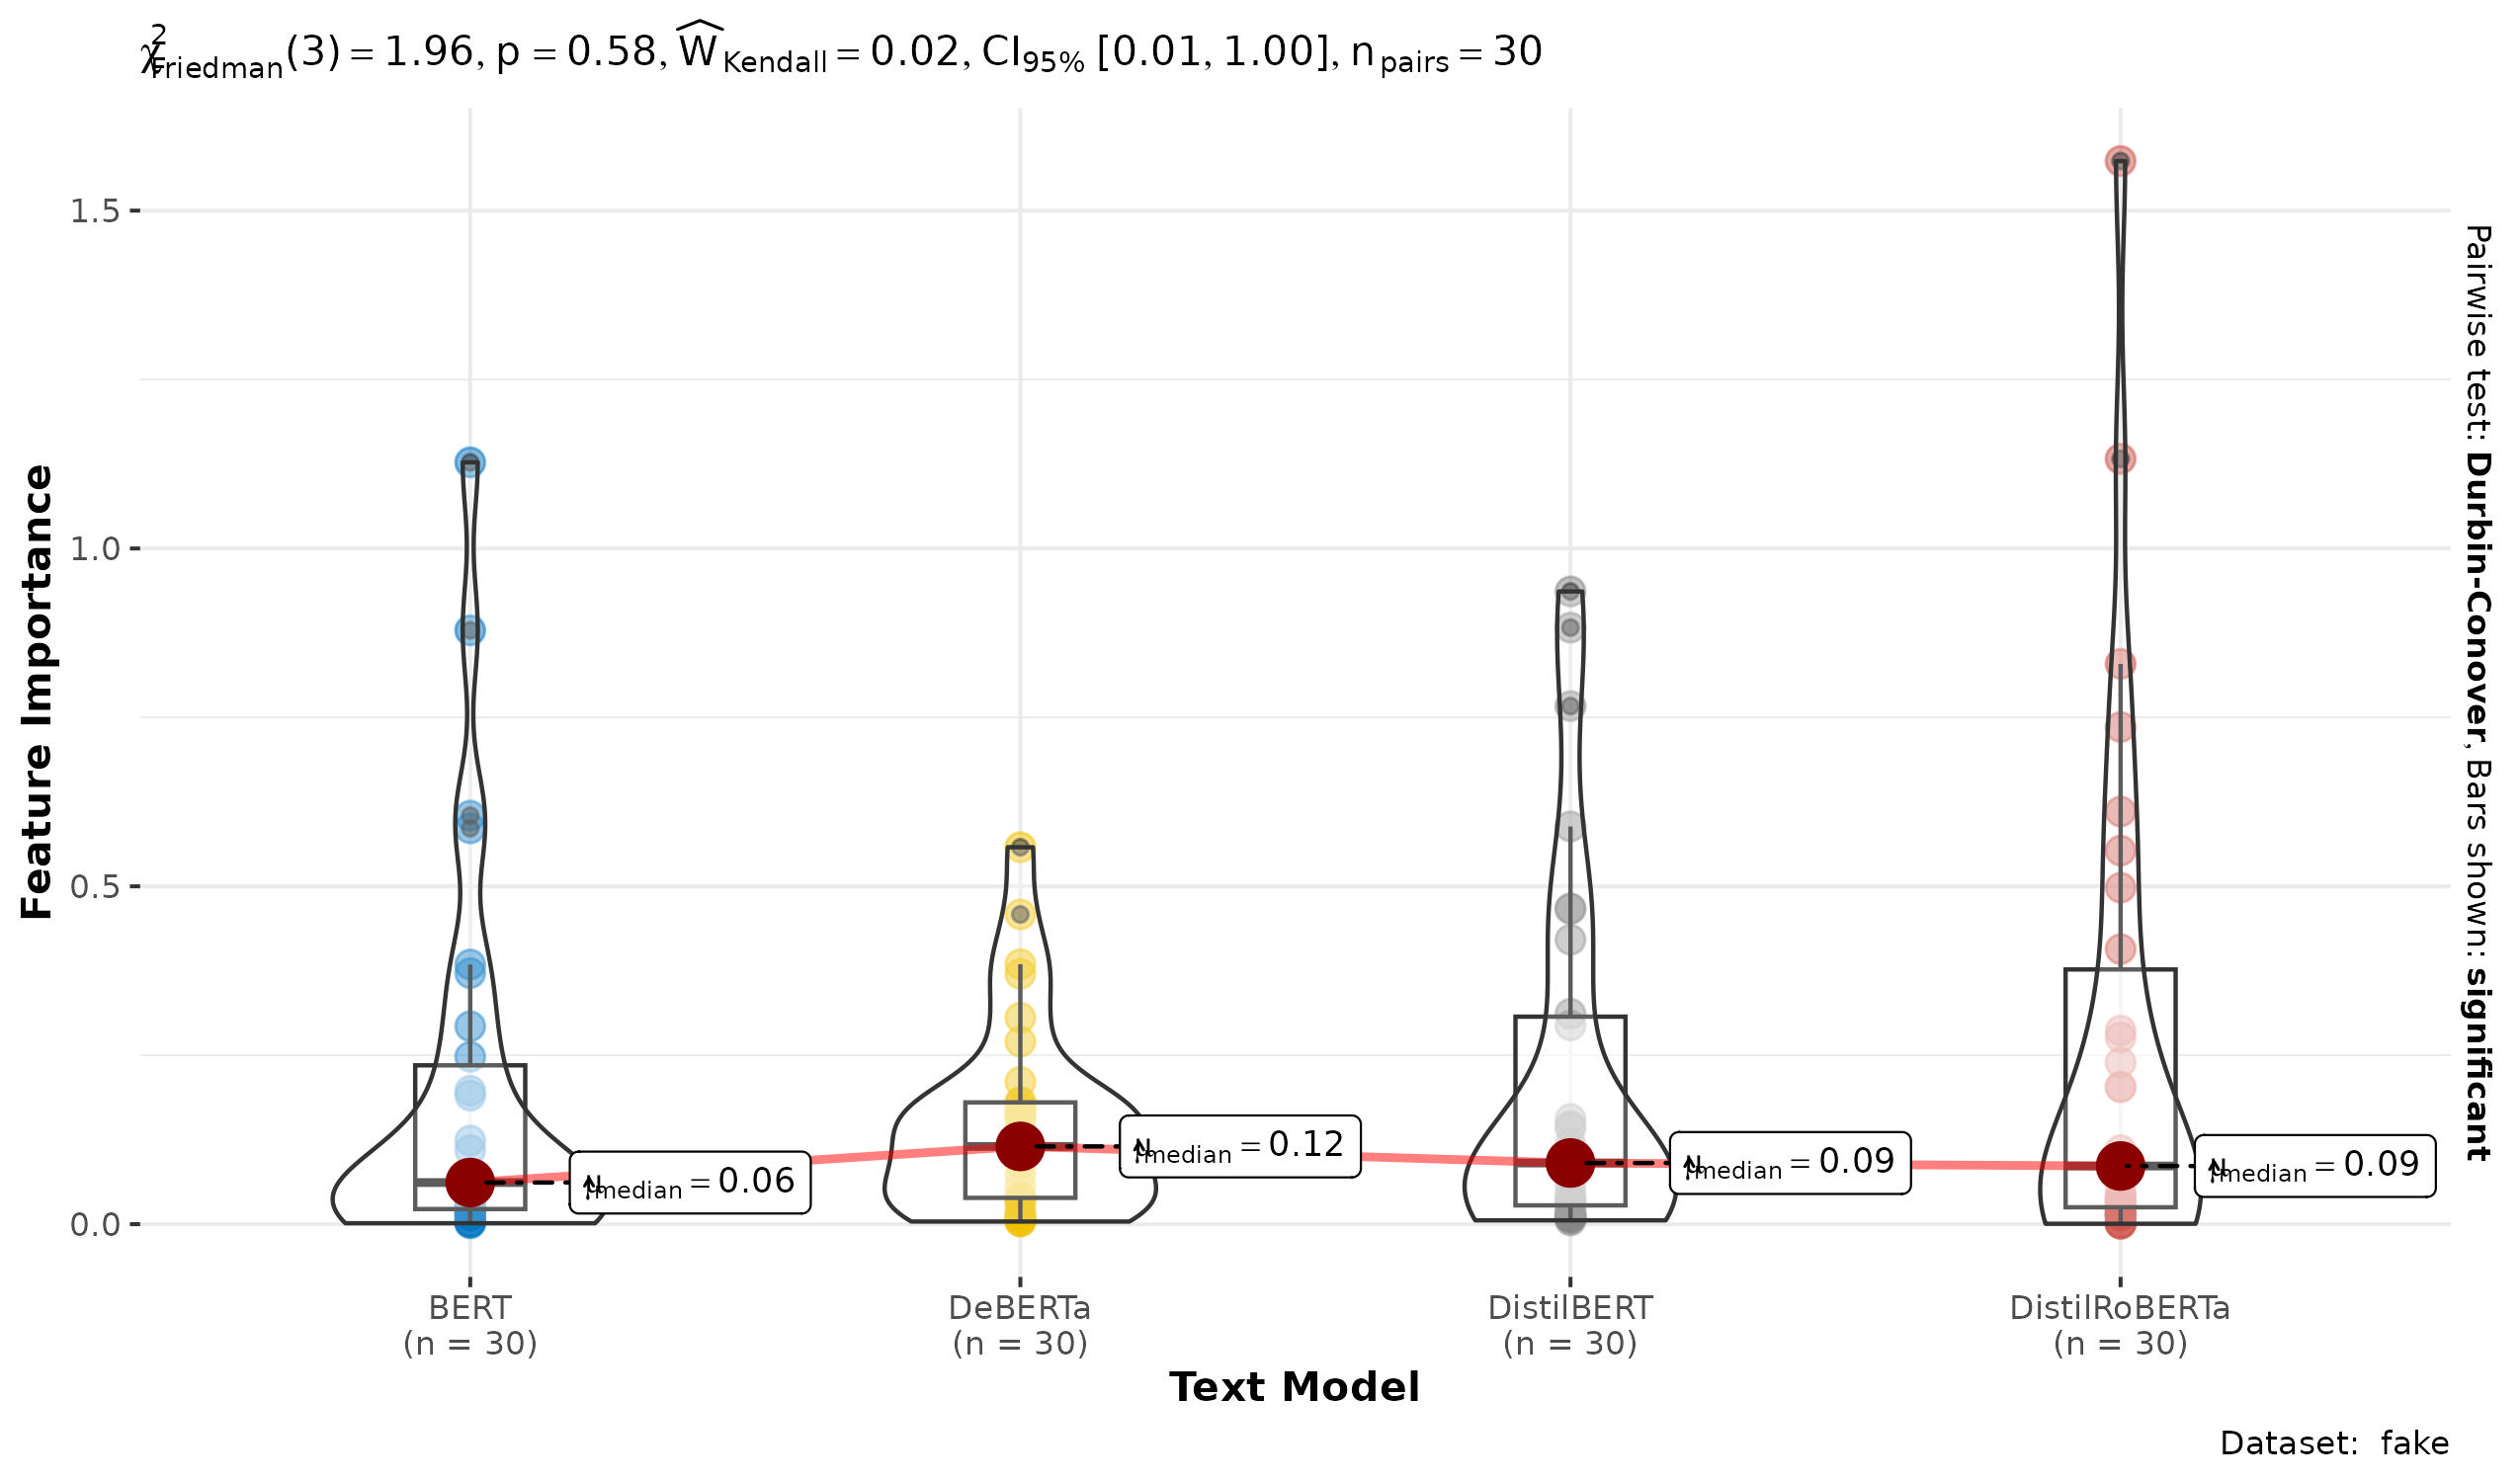 χ²Friedman(3) = 1.96, p = 0.58, ŴKendall = 0.02, CI95% [0.01, 1.00], npairs = 30
Feature Importance
1.5
1.0
0.5
0.0
μ̂median = 0.06
μ̂median = 0.12
μ̂median = 0.09
μ̂median = 0.09
Pairwise test: Durbin-Conover, Bars shown: significant
BERT
(n = 30)
DeBERTa
(n = 30)
DistilBERT
(n = 30)
DistilRoBERTa
(n = 30)
Text Model
Dataset: fake